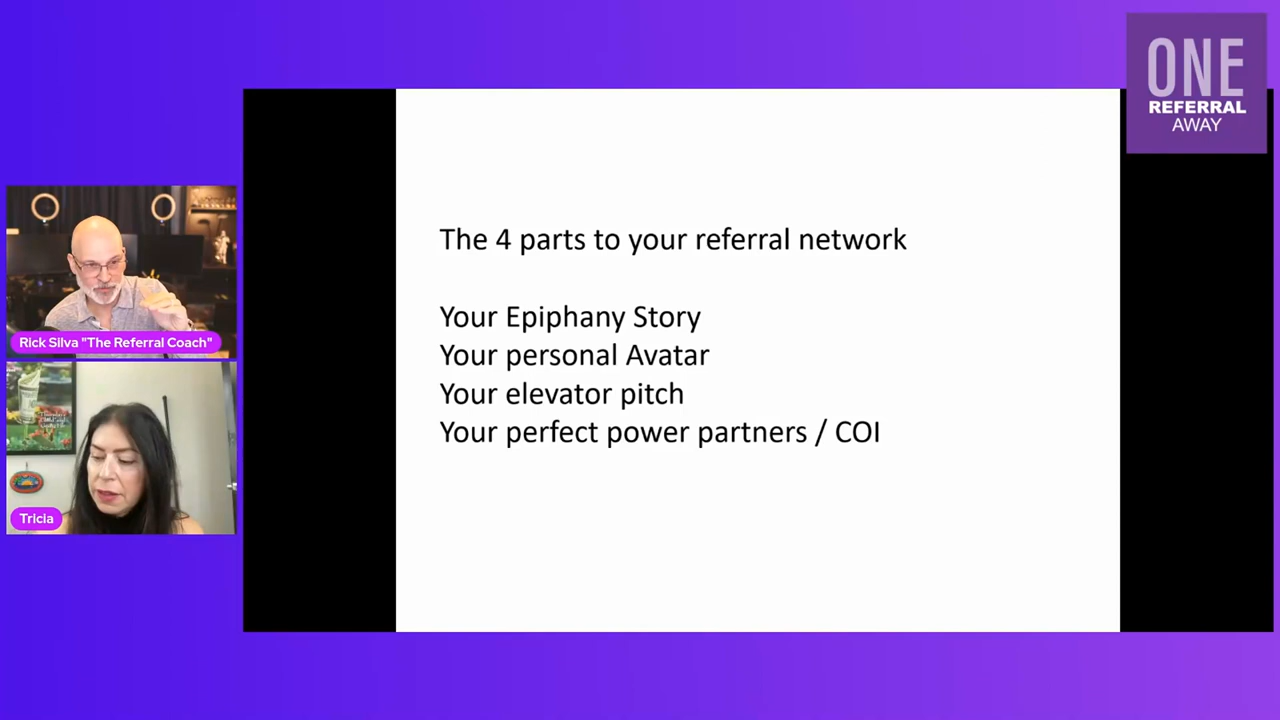 ONE
REFERRAL
AWAY
The 4 parts to your referral network
Your Epiphany Story
Your personal Avatar
Your elevator pitch
Your perfect power partners / COI
Rick Silva "The Referral Coach"
Tricia